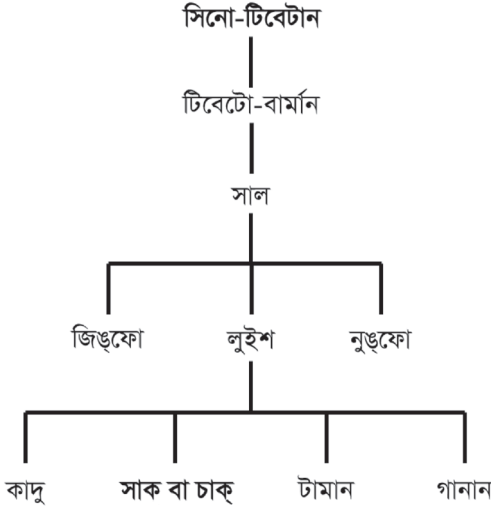 সিনো-টিবেটান
টিবেটো-বার্মান
সাল
জিঙ্‌ফো লুইশ নুঙ্‌ফো
কাদু সাক বা চাক্ টামান গানান